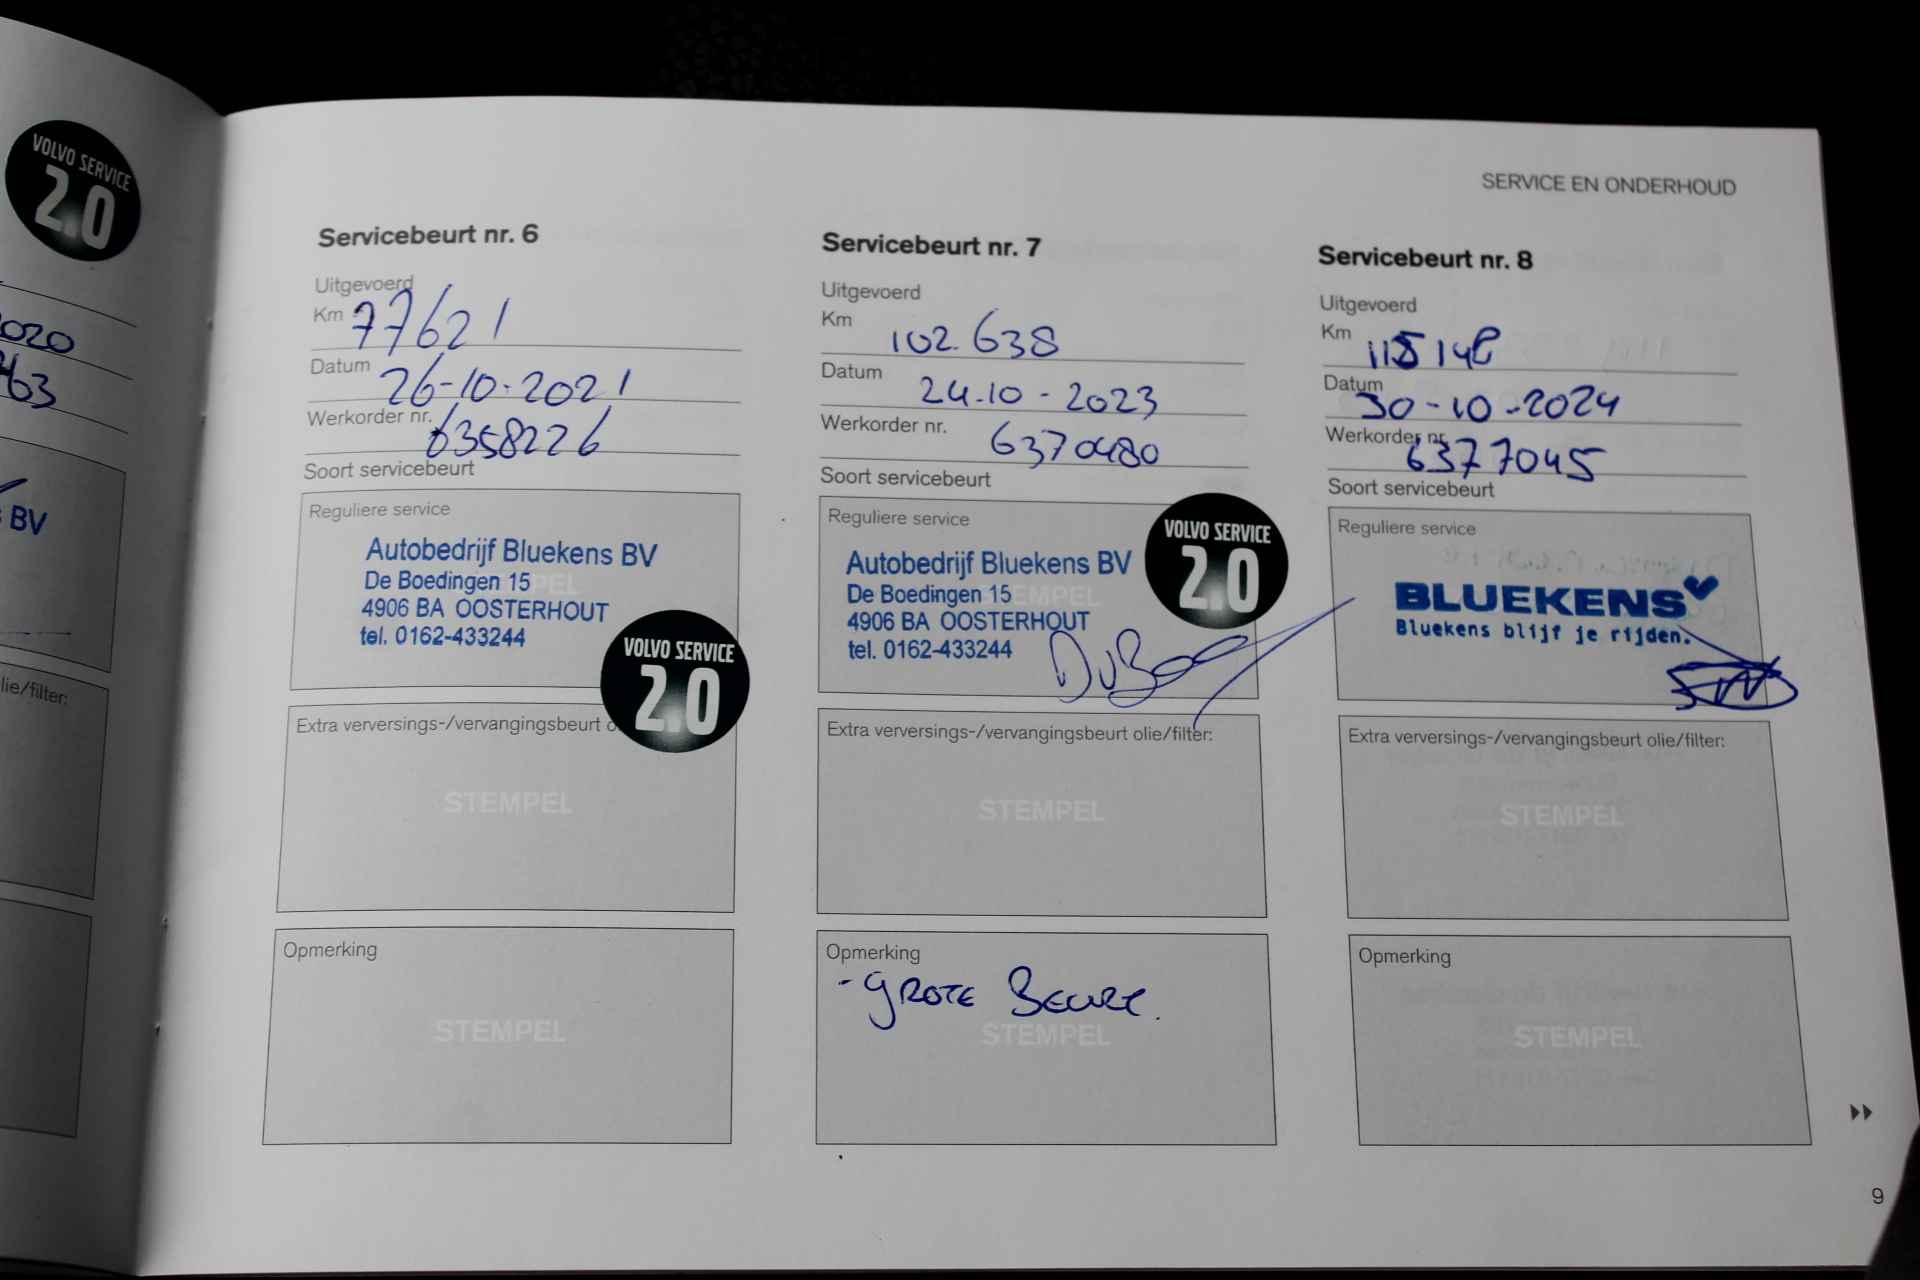 VOLVO SERVICE
2.0
2020
463
BV
lie/filter:
SERVICE EN ONDERHOUD
Servicebeurt nr. 6
Uitgevoerd
Km 77621
Datum 26-10-2021
Werkorder nr. 6358226
Soort servicebeurt
Reguliere service
Autobedrijf Bluekens BV
De Boedingen 15
4906 BA OOSTERHOUT
tel. 0162-433244
VOLVO SERVICE
2.0
Extra verversings-/vervangingsbeurt
STEMPEL
Opmerking
STEMPEL
Servicebeurt nr. 7
Uitgevoerd
Km 102.638
Datum 24.10-2023
Werkorder nr. 6370480
Soort servicebeurt
Reguliere service
Autobedrijf Bluekens BV
De Boedingen 15
4906 BA OOSTERHOUT
tel. 0162-433244
VOLVO SERVICE
2.0
Extra verversings-/vervangingsbeurt olie/filter:
STEMPEL
Opmerking
- GROTE BEURT.
STEMPEL
Servicebeurt nr. 8
Uitgevoerd
Km
Datum 30-10-2024
Werkorder nr. 6377045
Soort servicebeurt
Reguliere service
BLUEKENS
Bluekens blijf je rijden.
Extra verversings-/vervangingsbeurt olie/filter:
STEMPEL
Opmerking
STEMPEL
9